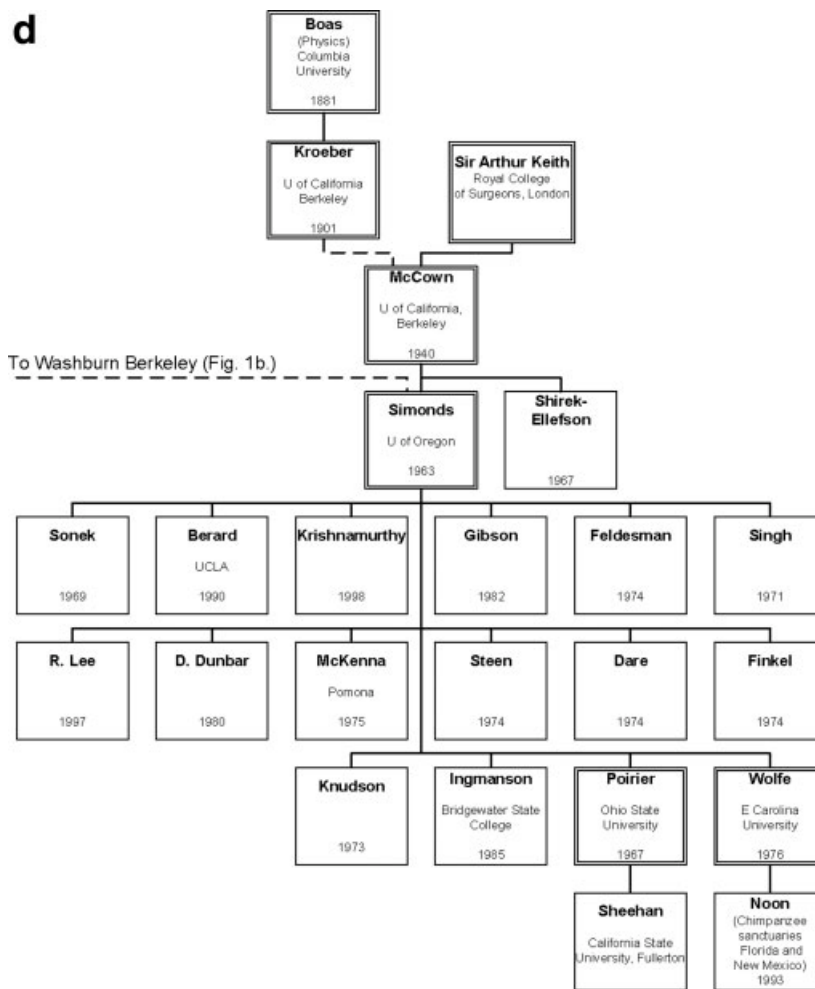 d
Boas
(Physics)
Columbia
University
1881
Kroeber
U of California
Berkeley
1901
Sir Arthur Keith
Royal College
of Surgeons, London
McCown
U of California,
Berkeley
1940
To Washburn Berkeley (Fig. 1b.)
Simonds
U of Oregon
1963
Shirek-
Ellefson
1967
Sonek
1969
Berard
UCLA
1990
Krishnamurthy
1998
Gibson
1982
Feldesman
1974
Singh
1971
R. Lee
1997
D. Dunbar
1980
McKenna
Pomona
1975
Steen
1974
Dare
1974
Finkel
1974
Knudson
1973
Ingmanson
Bridgewater State
College
1985
Poirier
Ohio State
University
1967
Wolfe
E Carolina
University
1976
Sheehan
California State
University, Fullerton
Noon
(Chimpanzee
sanctuaries
Florida and
New Mexico)
1993